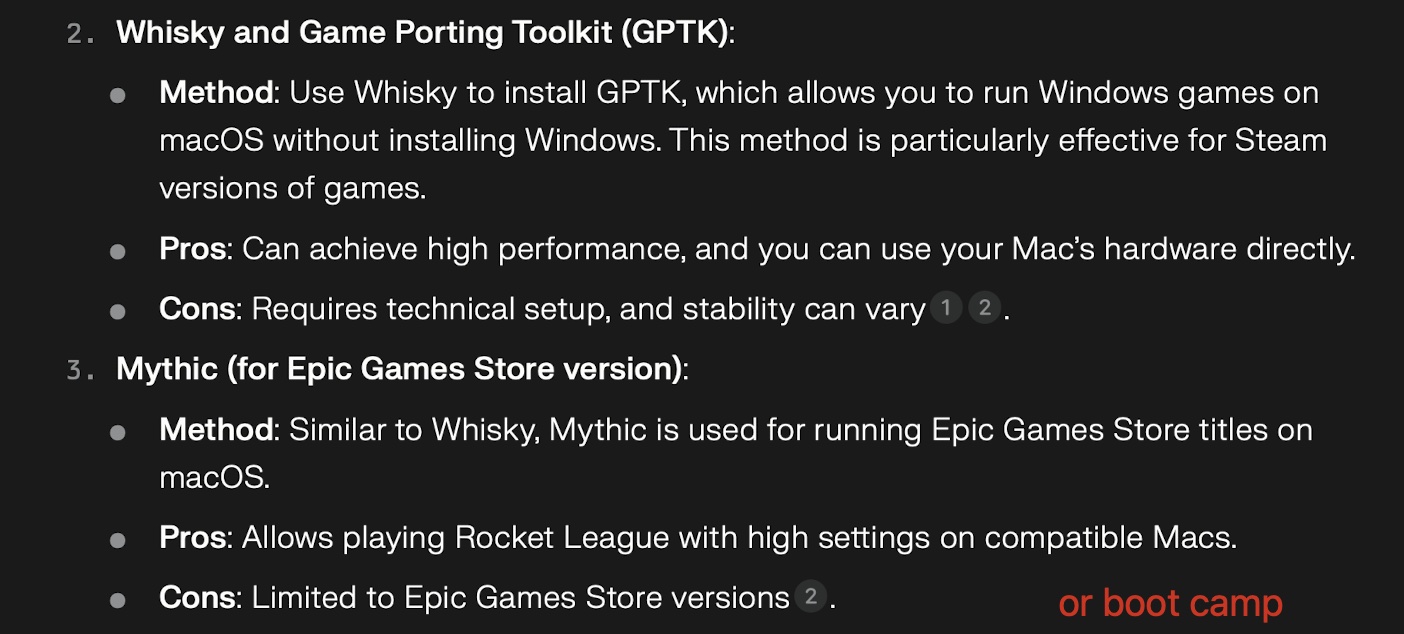 2. Whisky and Game Porting Toolkit (GPTK):
• Method: Use Whisky to install GPTK, which allows you to run Windows games on
macOS without installing Windows. This method is particularly effective for Steam
versions of games.
• Pros: Can achieve high performance, and you can use your Mac’s hardware directly.
• Cons: Requires technical setup, and stability can vary 1 2 .
3. Mythic (for Epic Games Store version):
• Method: Similar to Whisky, Mythic is used for running Epic Games Store titles on
macOS.
• Pros: Allows playing Rocket League with high settings on compatible Macs.
• Cons: Limited to Epic Games Store versions 2 .
or boot camp